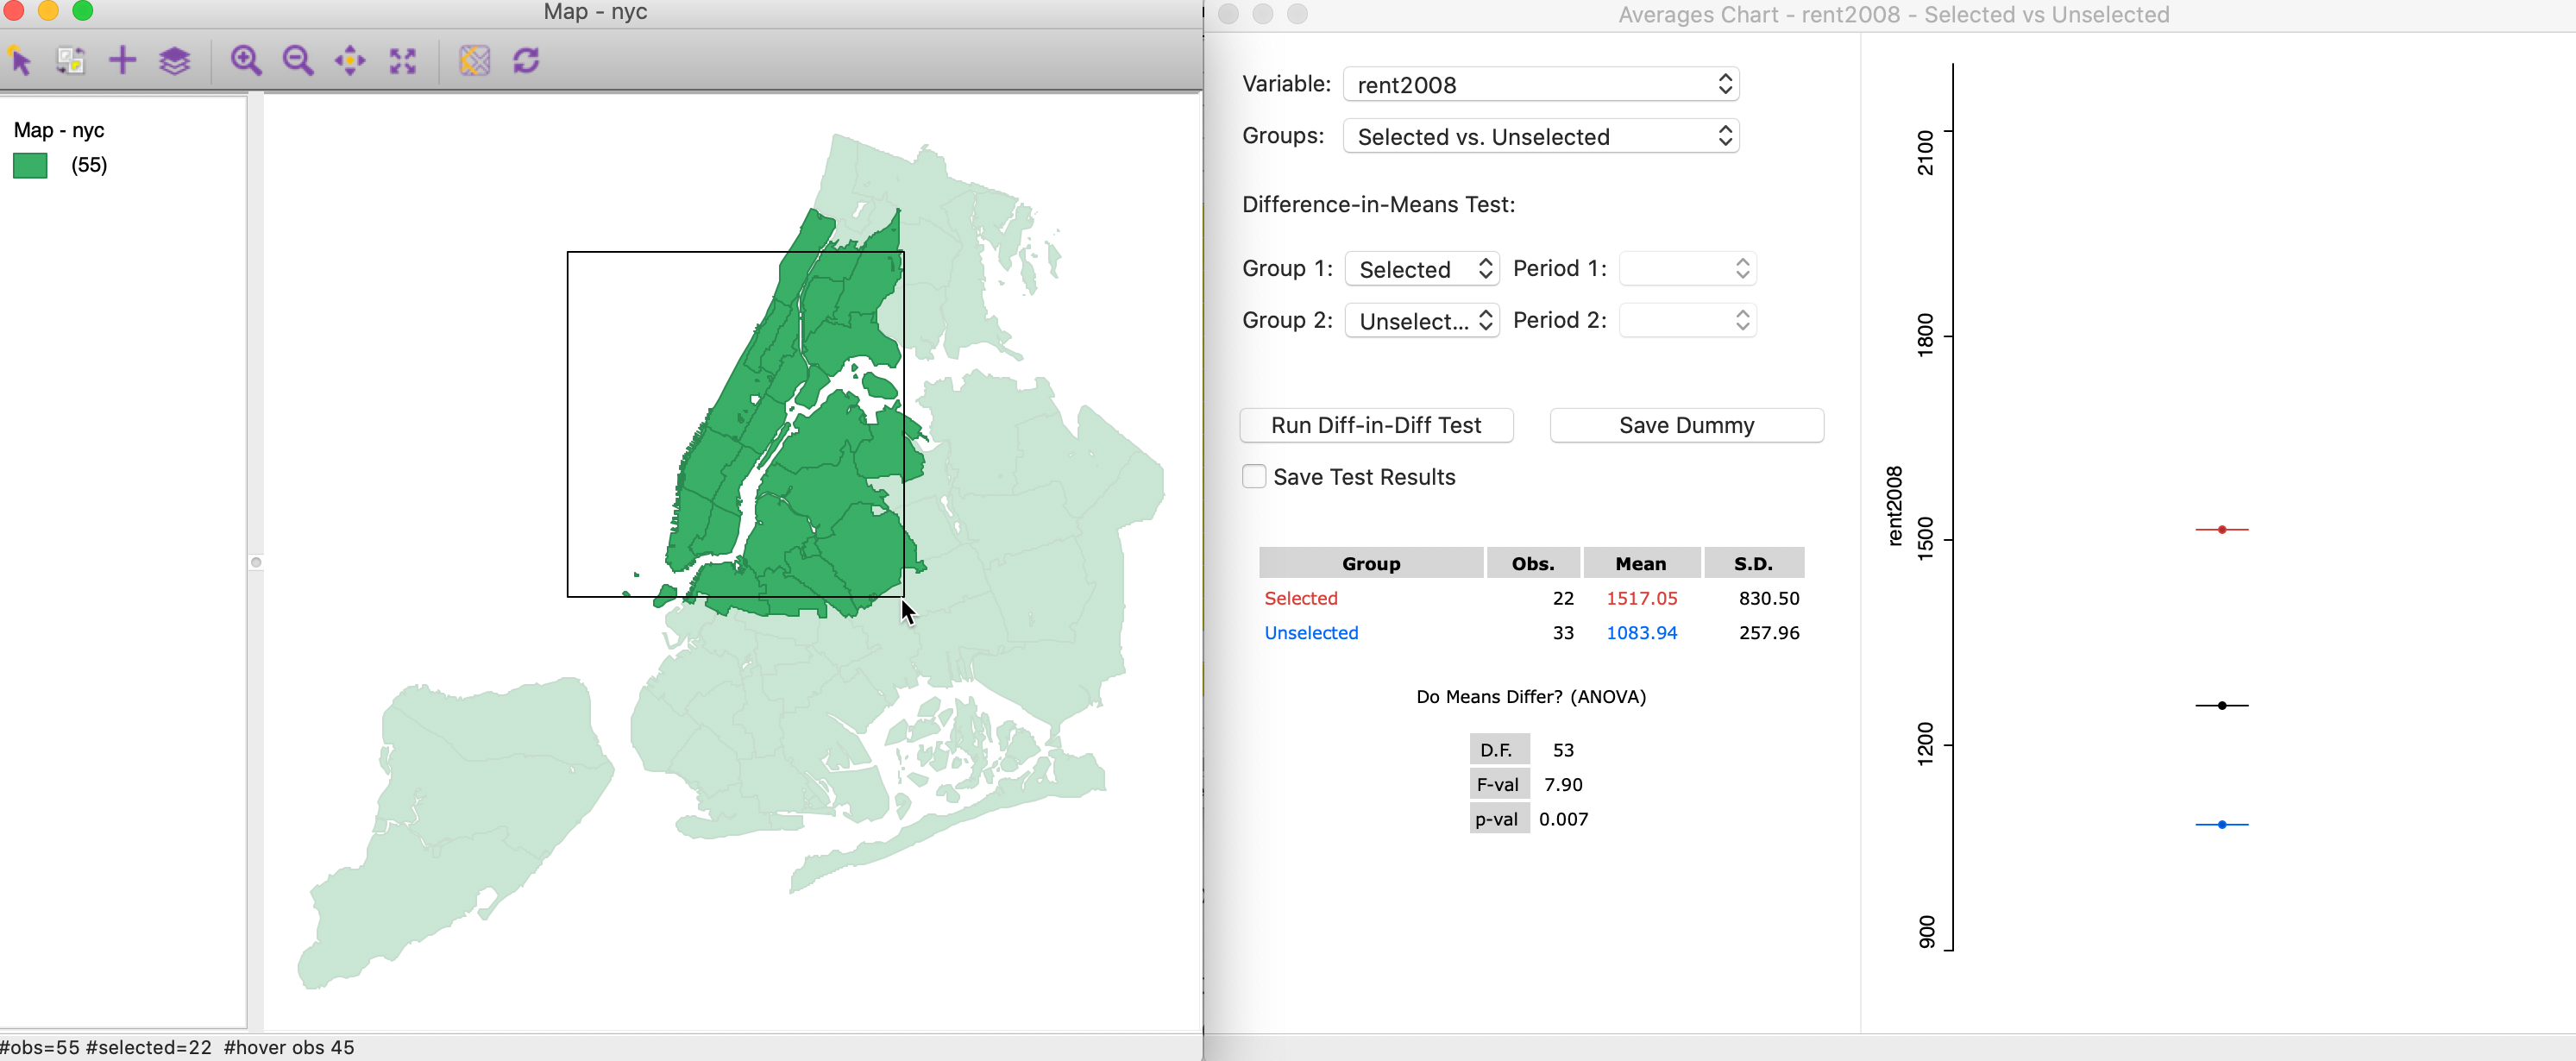 Map - nyc
Map - nyc
(55)
#obs=55 #selected=22 #hover obs 45
Averages Chart - rent2008 - Selected vs Unselected
Variable: rent2008
Groups: Selected vs. Unselected
Difference-in-Means Test:
Group 1: Selected Period 1:
Group 2: Unselect... Period 2:
Run Diff-in-Diff Test Save Dummy
Save Test Results
Group Obs. Mean S.D.
Selected 22 1517.05 830.50
Unselected 33 1083.94 257.96
Do Means Differ? (ANOVA)
D.F. 53
F-val 7.90
p-val 0.007
rent2008
2100
1800
1500
1200
900